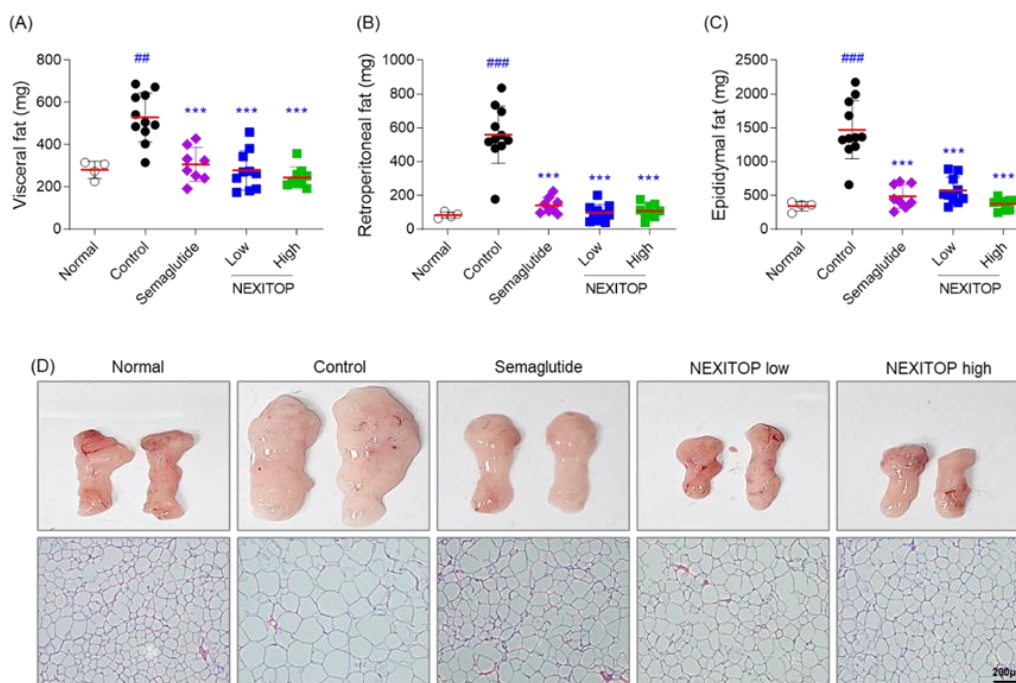 (A)
Visceral fat (mg)
800
600
400
200
0
##
***
***
***
Normal
Control
Semaglutide
Low
High
NEXITOP
(B)
Retroperitoneal fat (mg)
1000
800
600
400
200
0
###
***
***
***
Normal
Control
Semaglutide
Low
High
NEXITOP
(C)
Epididymal fat (mg)
2500
2000
1500
1000
500
0
###
***
***
***
Normal
Control
Semaglutide
Low
High
NEXITOP
(D)
Normal
Control
Semaglutide
NEXITOP low
NEXITOP high